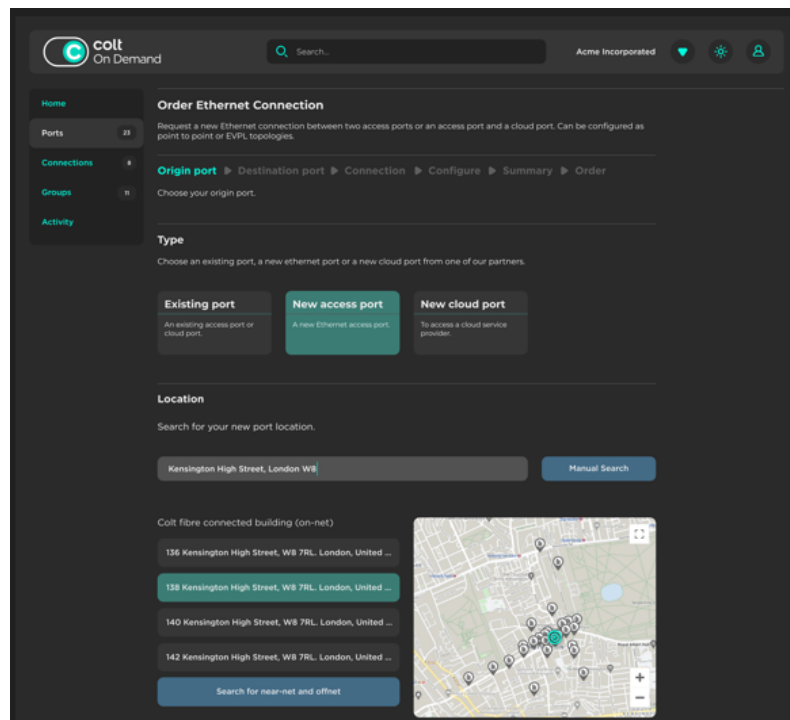 colt
On Demand
Search...
Acme Incorporated
Home
Ports 23
Connections 8
Groups 11
Activity
Order Ethernet Connection
Request a new Ethernet connection between two access ports or an access port and a cloud port. Can be configured as
point to point or EVPL topologies.
Origin port Destination port Connection Configure Summary Order
Choose your origin port.
Type
Choose an existing port, a new ethernet port or a new cloud port from one of our partners.
Existing port
An existing access port or
cloud port.
New access port
A new Ethernet access port.
New cloud port
To access a cloud service
provider.
Location
Search for your new port location.
Kensington High Street, London W8
Manual Search
Colt fibre connected building (on-net)
136 Kensington High Street, W8 7RL. London, United ...
138 Kensington High Street, W8 7RL. London, United ...
140 Kensington High Street, W8 7RL. London, United ...
142 Kensington High Street, W8 7RL. London, United ...
Search for near-net and offnet